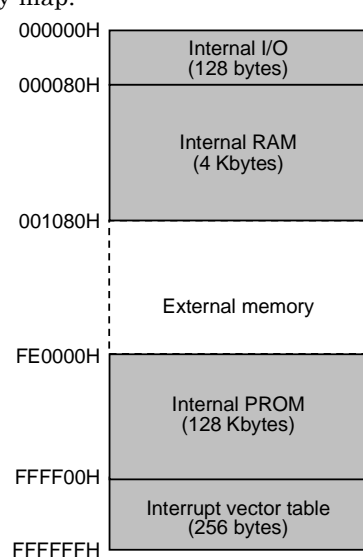 y map.
000000H
Internal I/O
(128 bytes)
000080H
Internal RAM
(4 Kbytes)
001080H
External memory
FE0000H
Internal PROM
(128 Kbytes)
FFFF00H
Interrupt vector table
(256 bytes)
FFFFFFH